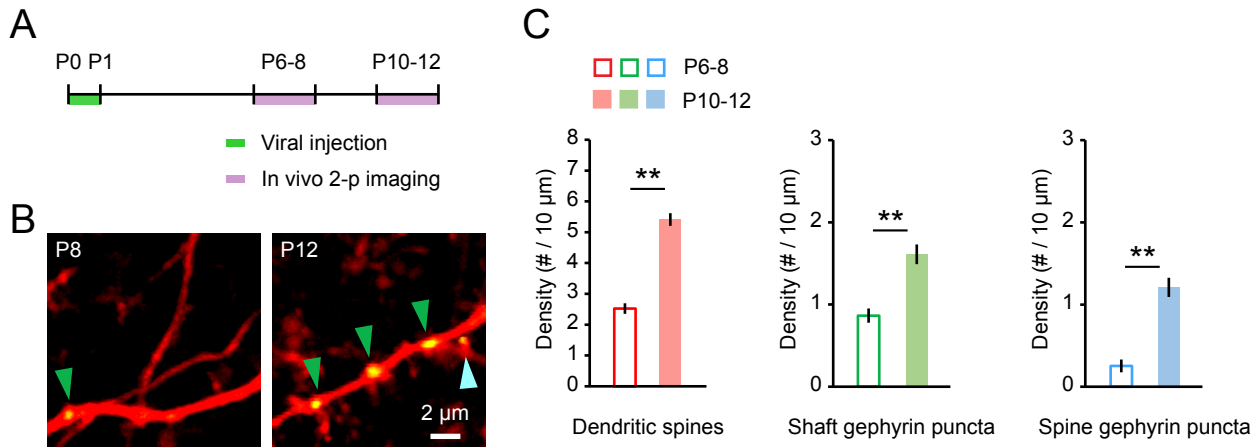 A
P0 P1
P6-8
P10-12
Viral injection
In vivo 2-p imaging
B
P8
P12
2 µm
C
P6-8
P10-12
Density (# / 10 µm)
8
7
6
5
4
3
2
1
0
**
Dendritic spines
Density (# / 10 µm)
3
2
1
0
**
Shaft gephyrin puncta
Density (# / 10 µm)
3
2
1
0
**
Spine gephyrin puncta